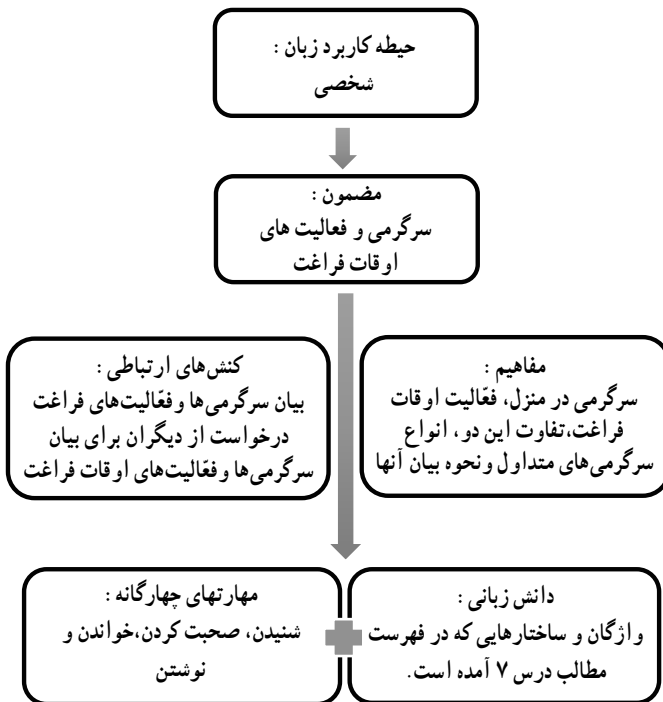 حیطه کاربرد زبان :
شخصی
مضمون :
سرگرمی و فعالیت های
اوقات فراغت
مفاهیم :
سرگرمی در منزل، فعّالیت اوقات
فراغت،تفاوت این دو، انواع
سرگرمی‌های متداول ونحوه بیان آنها
کنش‌های ارتباطی :
بیان سرگرمی‌ها وفعّالیت‌های فراغت
درخواست از دیگران برای بیان
سرگرمی‌ها وفعّالیت‌های اوقات فراغت
دانش زبانی :
واژگان و ساختارهایی که در فهرست
مطالب درس ۷ آمده است.
مهارتهای چهارگانه :
شنیدن، صحبت کردن،خواندن و
نوشتن